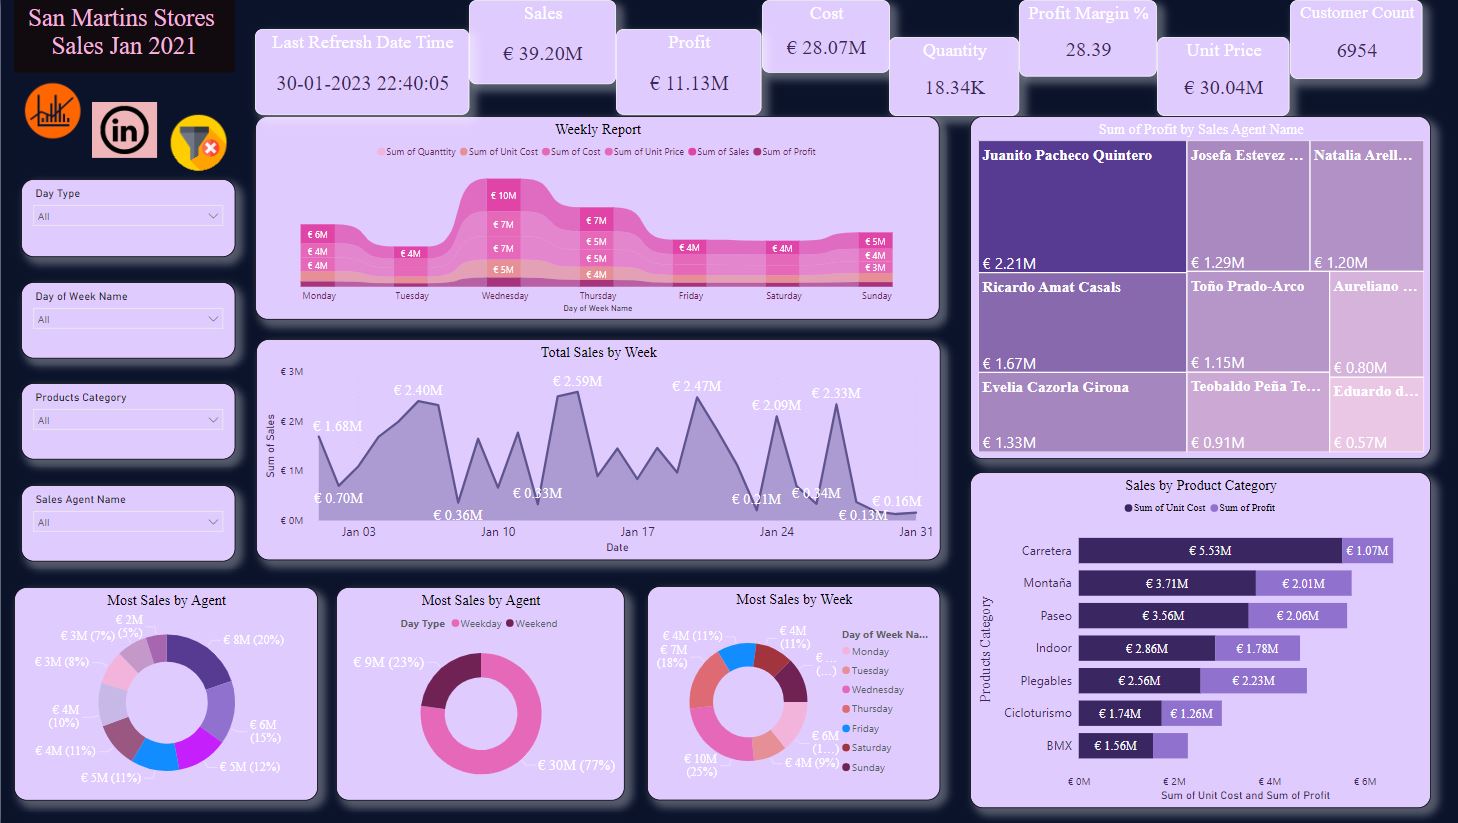 San Martins Stores
Sales Jan 2021
Last Refrersh Date Time
30-01-2023 22:40:05
Sales
€ 39.20M
Profit
€ 11.13M
Cost
€ 28.07M
Quantity
18.34K
Profit Margin %
28.39
Unit Price
€ 30.04M
Customer Count
6954
in
Day Type
All
Day of Week Name
All
Products Category
All
Sales Agent Name
All
Weekly Report
Sum of Quanttity Sum of Unit Cost Sum of Cost Sum of Unit Price Sum of Sales Sum of Profit
€ 6M
€ 4M
€ 4M
€ 4M
€ 10M
€ 7M
€ 7M
€ 5M
€ 7M
€ 5M
€ 5M
€ 4M
€ 4M
€ 4M
€ 5M
€ 4M
€ 3M
Monday Tuesday Wednesday Thursday Friday Saturday Sunday
Day of Week Name
Total Sales by Week
Sum of Sales
€ 3M
€ 2M
€ 1M
€ 0M
€ 1.68M
€ 0.70M
€ 2.40M
€ 0.36M
€ 0.33M
€ 2.59M
€ 2.47M
€ 0.21M
€ 2.09M
€ 0.34M
€ 2.33M
€ 0.13M
€ 0.16M
Jan 03 Jan 10 Jan 17 Jan 24 Jan 31
Date
Sum of Profit by Sales Agent Name
Juanito Pacheco Quintero
€ 2.21M
Ricardo Amat Casals
€ 1.67M
Evelia Cazorla Girona
€ 1.33M
Josefa Estevez ...
€ 1.29M
Natalia Arell...
€ 1.20M
Toño Prado-Arco
€ 1.15M
Teobaldo Peña Te...
€ 0.91M
Aureliano ...
€ 0.80M
Eduardo d...
€ 0.57M
Most Sales by Agent
€ 8M (20%)
€ 6M
(15%)
€ 5M (12%)
€ 5M (11%)
€ 4M (11%)
€ 4M
(10%)
€ 3M (8%)
€ 3M (7%)
€ 2M
(5%)
Most Sales by Agent
Day Type Weekday Weekend
€ 9M (23%)
€ 30M (77%)
Most Sales by Week
€ 4M (11%)
€ 7M
(18%)
€ 10M
(25%)
€ 4M (9%)
€ 6M
(1...)
€ ...
(...)
€ 4M
(11%)
Day of Week Na...
Monday
Tuesday
Wednesday
Thursday
Friday
Saturday
Sunday
Sales by Product Category
Sum of Unit Cost Sum of Profit
Products Category
Carretera € 5.53M € 1.07M
Montaña € 3.71M € 2.01M
Paseo € 3.56M € 2.06M
Indoor € 2.86M € 1.78M
Plegables € 2.56M € 2.23M
Cicloturismo € 1.74M € 1.26M
BMX € 1.56M
€ 0M € 2M € 4M € 6M
Sum of Unit Cost and Sum of Profit